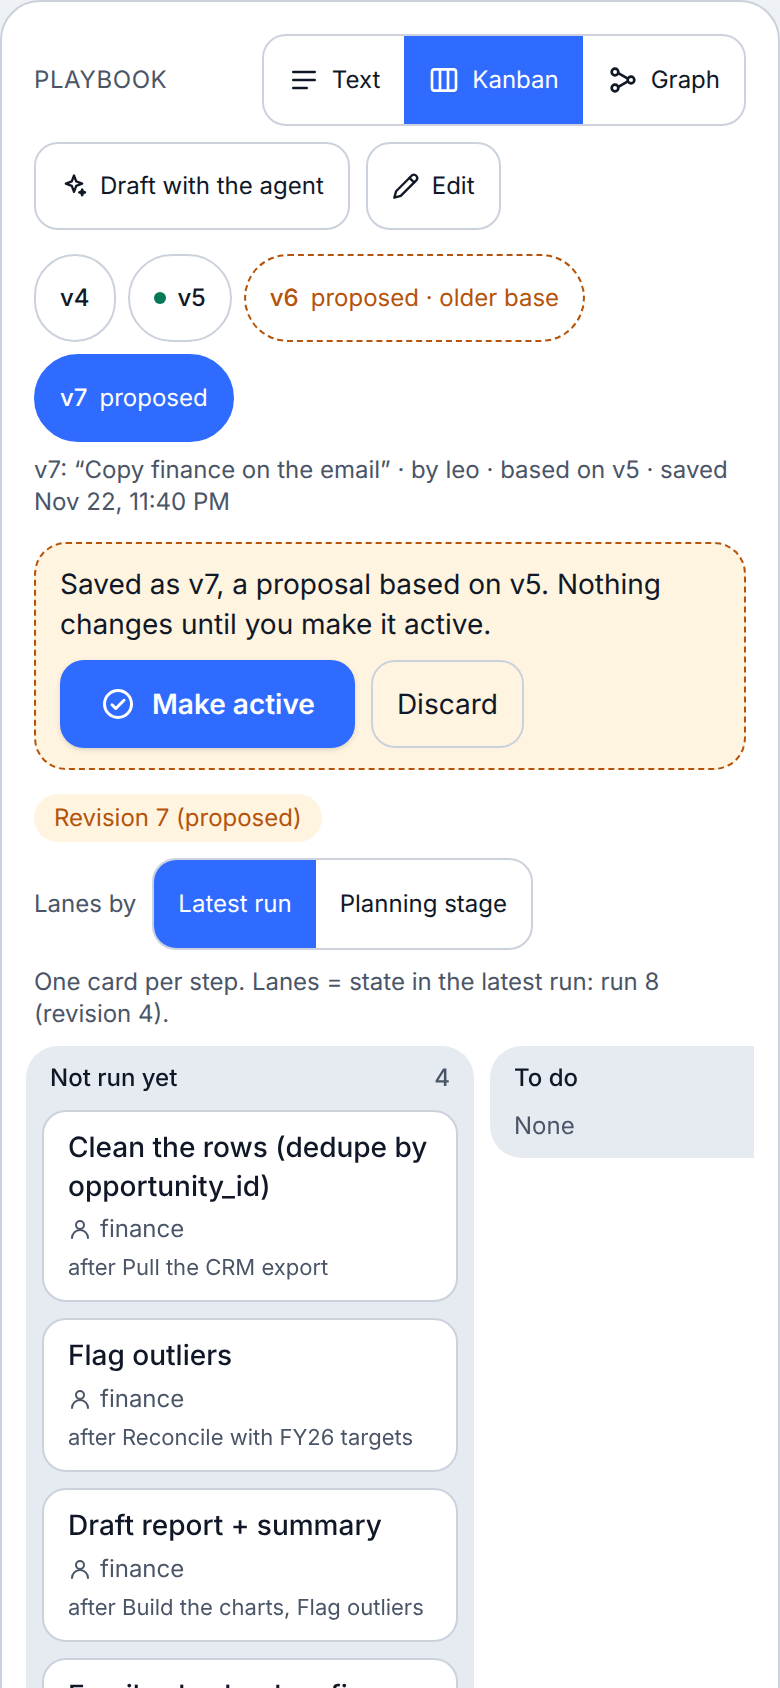 PLAYBOOK
Text
Kanban
Graph
Draft with the agent
Edit
v4
v5
v6 proposed · older base
v7 proposed
v7: “Copy finance on the email” · by leo · based on v5 · saved
Nov 22, 11:40 PM
Saved as v7, a proposal based on v5. Nothing
changes until you make it active.
Make active
Discard
Revision 7 (proposed)
Lanes by
Latest run
Planning stage
One card per step. Lanes = state in the latest run: run 8
(revision 4).
Not run yet
4
Clean the rows (dedupe by
opportunity_id)
finance
after Pull the CRM export
Flag outliers
finance
after Reconcile with FY26 targets
Draft report + summary
finance
after Build the charts, Flag outliers
To do
None